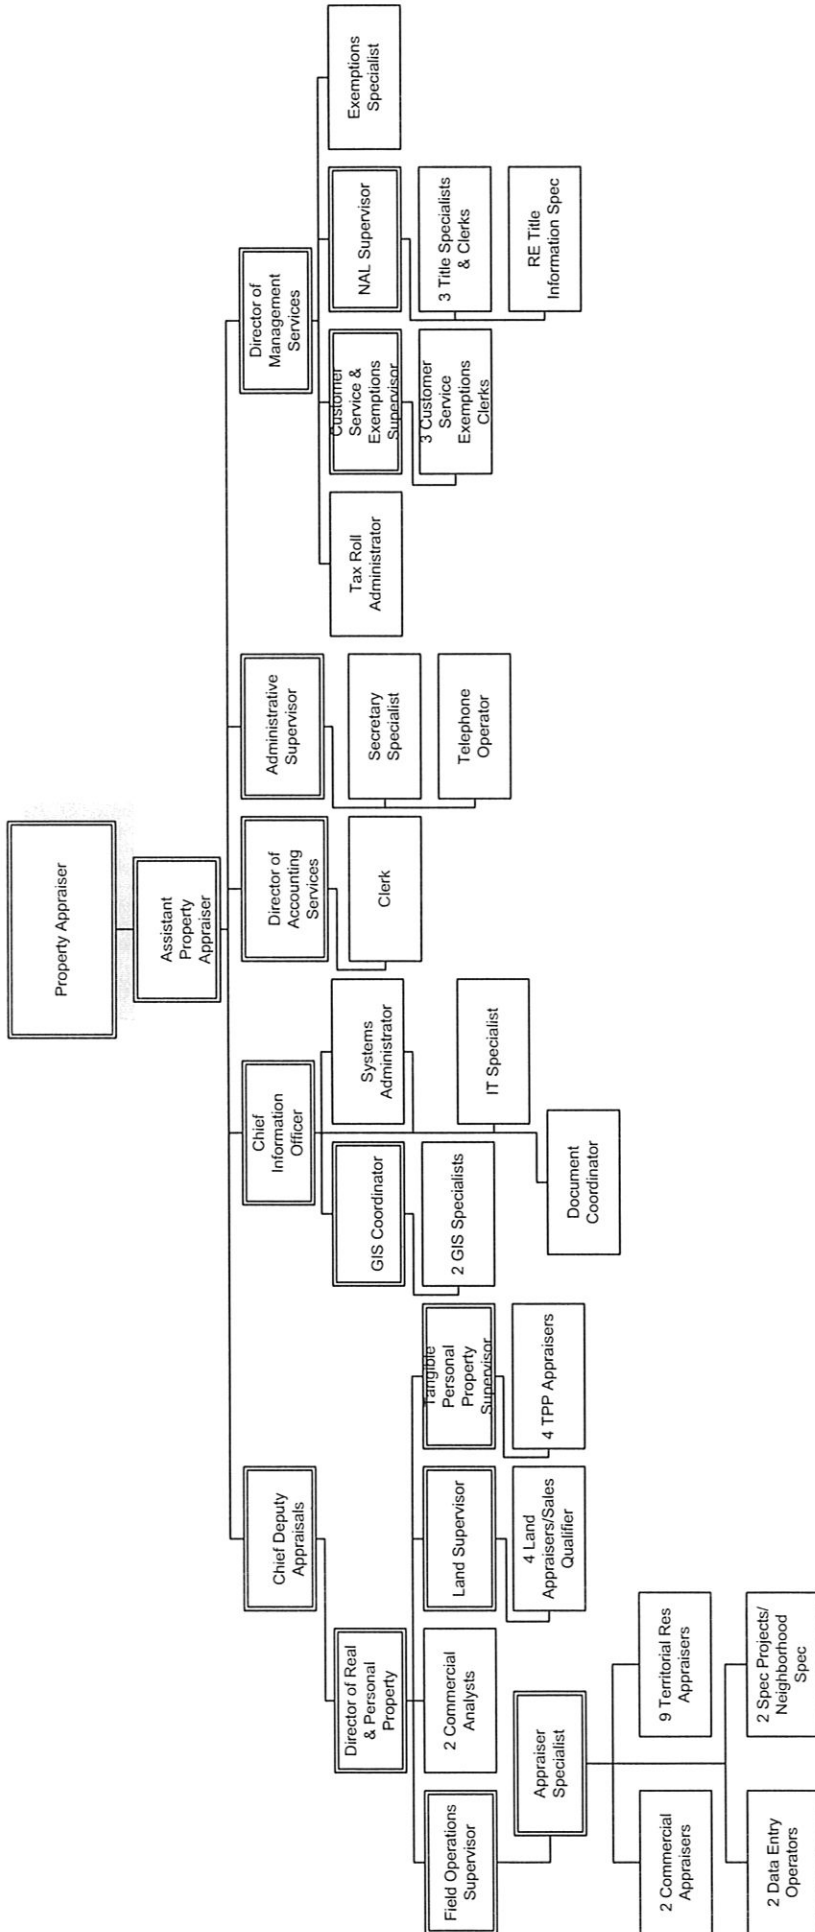 Property Appraiser
Assistant
Property
Appraiser
Chief Deputy
Appraisals
Chief
Information
Officer
Director of
Accounting
Services
Administrative
Supervisor
Director of
Management
Services
Director of Real
& Personal
Property
GIS Coordinator
Systems
Administrator
Clerk
Secretary
Specialist
Tax Roll
Administrator
Customer
Service &
Exemptions
Supervisor
NAL Supervisor
Exemptions
Specialist
Field Operations
Supervisor
2 Commercial
Analysts
Land Supervisor
Tangible
Personal
Property
Supervisor
2 GIS Specialists
IT Specialist
Telephone
Operator
3 Customer
Service
Exemptions
Clerks
3 Title Specialists
& Clerks
Appraiser
Specialist
4 Land
Appraisers/Sales
Qualifier
4 TPP Appraisers
Document
Coordinator
RE Title
Information Spec
2 Commercial
Appraisers
9 Territorial Res
Appraisers
2 Data Entry
Operators
2 Spec Projects/
Neighborhood
Spec